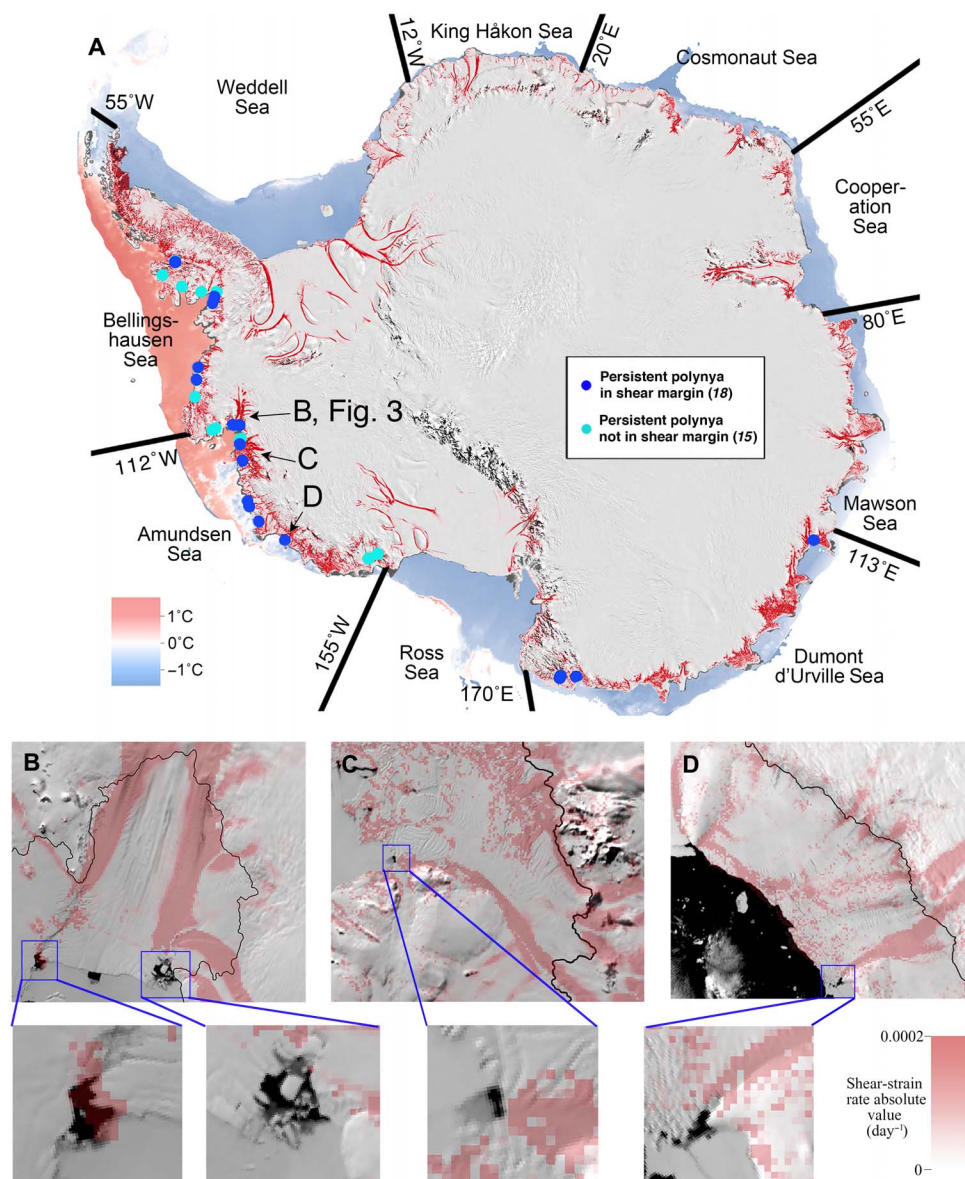 A
King Håkon Sea
12˚W
20˚E
Cosmonaut Sea
Weddell
Sea
55˚W
55˚E
Cooper-
ation
Sea
Bellings-
hausen
Sea
80˚E
Persistent polynya
in shear margin (18)
Persistent polynya
not in shear margin (15)
B, Fig. 3
C
112˚W
D
Amundsen
Sea
Mawson
Sea
113˚E
1˚C
0˚C
–1˚C
155˚W
Ross
Sea
170˚E
Dumont
d’Urville Sea
B
C
D
0.0002
Shear-strain
rate absolute
value
(day⁻¹)
0